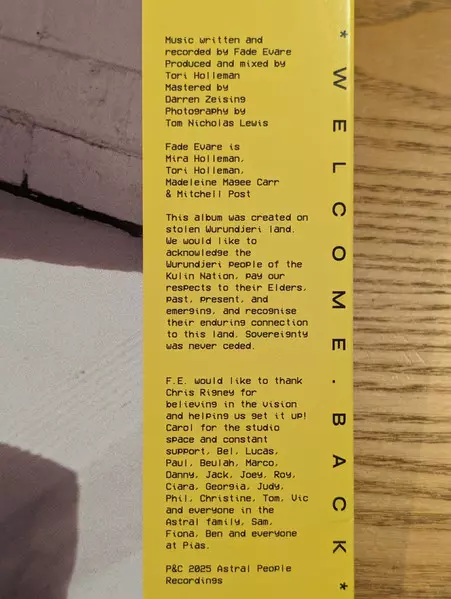 Music written and
recorded by Fade Evare
Produced and mixed by
Tori Holleman
Mastered by
Darren Zeising
Photography by
Tom Nicholas Lewis
Fade Evare is
Mira Holleman,
Tori Holleman,
Madeleine Magee Carr
& Mitchell Post
This album was created on
stolen Wurundjeri land.
We would like to
acknowledge the
Wurundjeri people of the
Kulin Nation, pay our
respects to their Elders,
past, present, and
emerging, and recognise
their enduring connection
to this land. Sovereignty
was never ceded.
F.E. would like to thank
Chris Rigney for
believing in the vision
and helping us get it up!
Carol for the studio
space and constant
support, Bel, Lucas,
Paul, Beulah, Marco,
Danny, Jack, Joey, Roy,
Ciara, Georgia, Judy,
Phil, Christine, Tom, Vic
and everyone in the
Astral family, Sam,
Fiona, Ben and everyone
at Pias.
P&C 2025 Astral People
Recordings
* WELCOME. BACK *